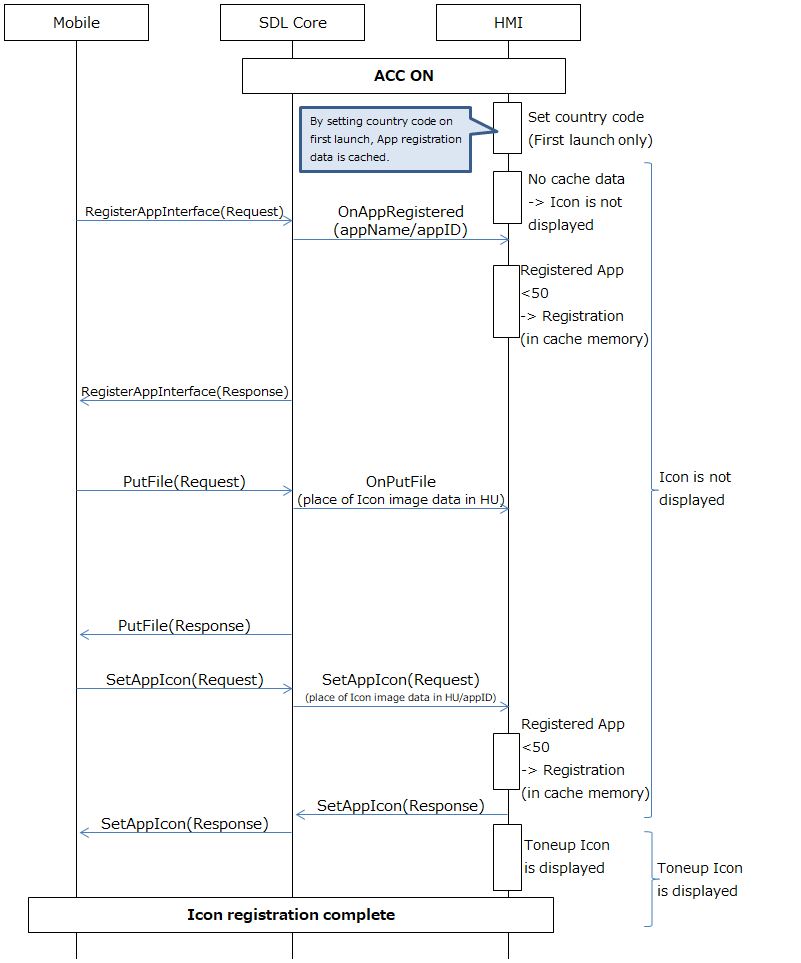 Mobile
SDL Core
HMI
ACC ON
By setting country code on
first launch, App registration
data is cached.
Set country code
(First launch only)
No cache data
-> Icon is not
displayed
RegisterAppInterface(Request)
OnAppRegistered
(appName/appID)
Registered App
<50
-> Registration
(in cache memory)
RegisterAppInterface(Response)
PutFile(Request)
OnPutFile
(place of Icon image data in HU)
Icon is not
displayed
PutFile(Response)
SetAppIcon(Request)
SetAppIcon(Request)
(place of Icon image data in HU/appID)
Registered App
<50
-> Registration
(in cache memory)
SetAppIcon(Response)
SetAppIcon(Response)
Toneup Icon
is displayed
Toneup Icon
is displayed
Icon registration complete